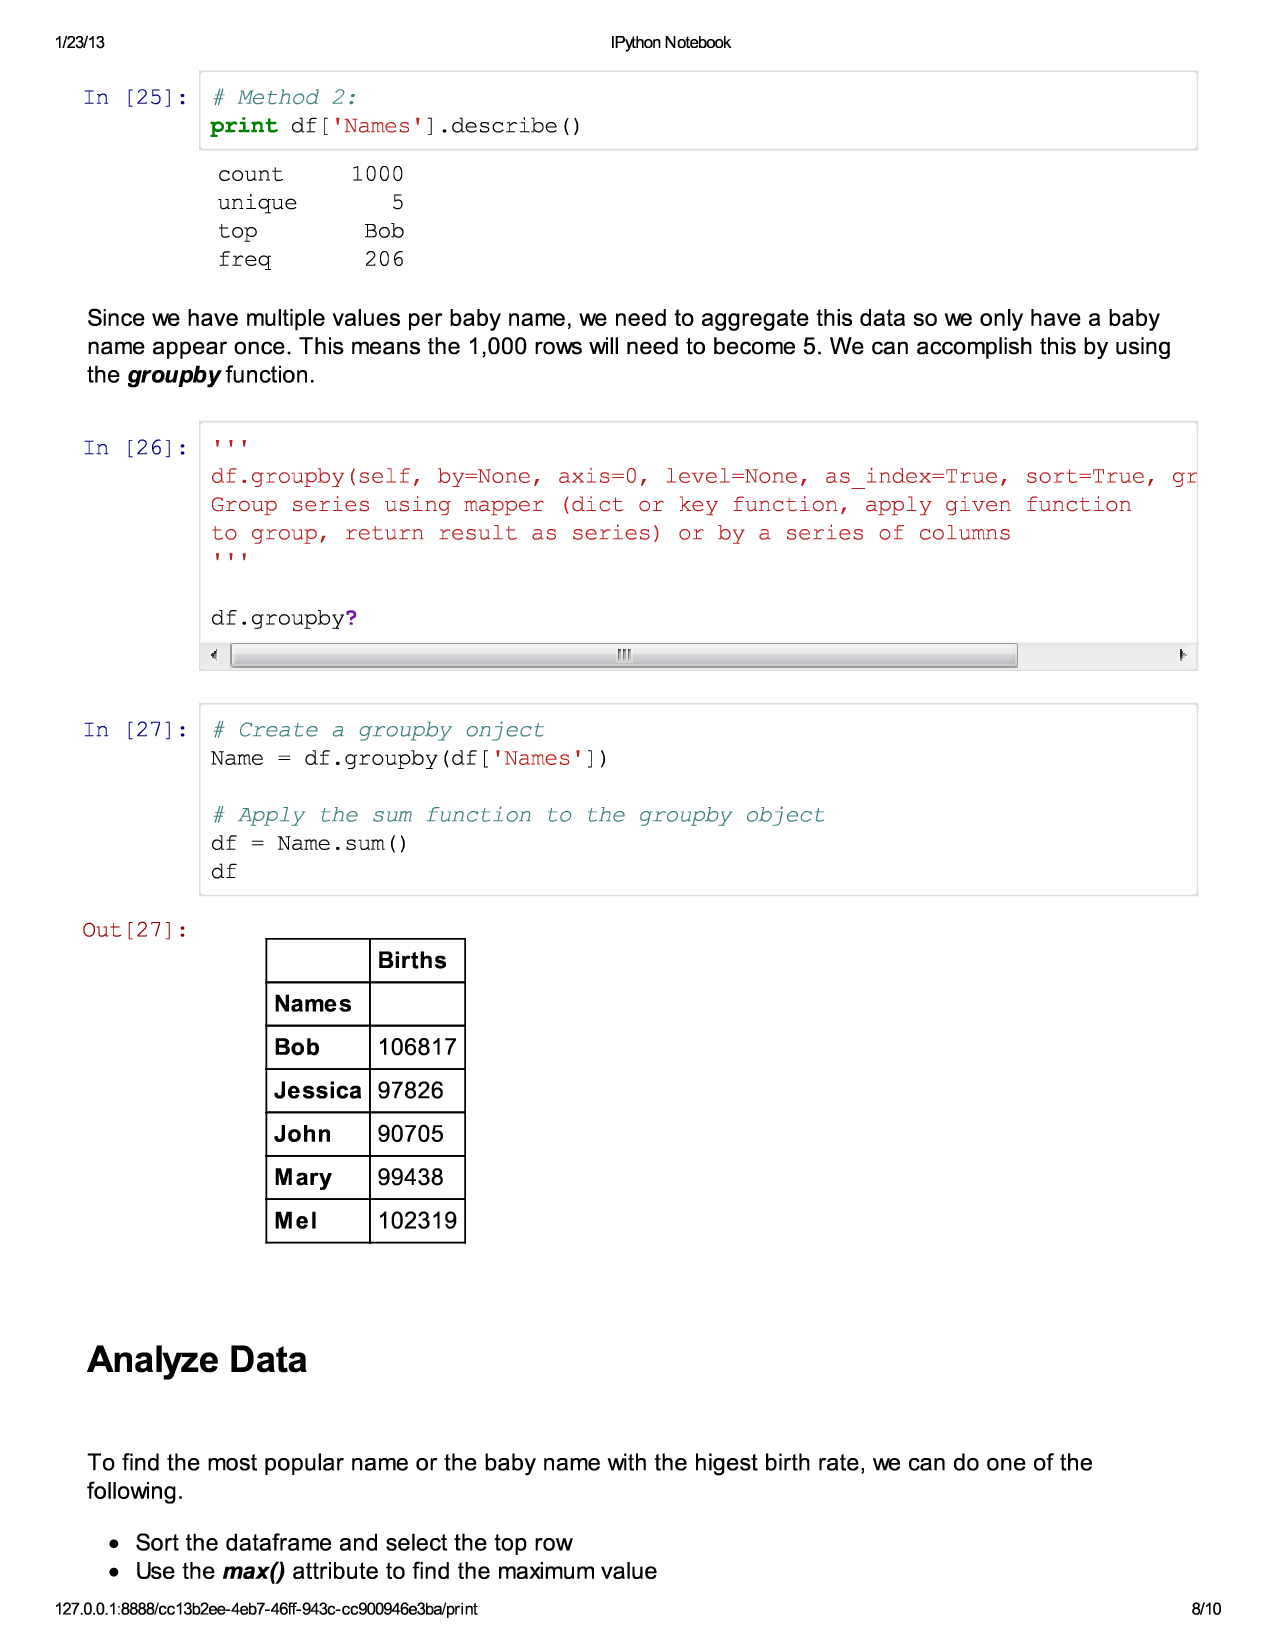 1/23/13 IPython Notebook
In [25]: # Method 2:
print df['Names'].describe()
count 1000
unique 5
top Bob
freq 206
Since we have multiple values per baby name, we need to aggregate this data so we only have a baby
name appear once. This means the 1,000 rows will need to become 5. We can accomplish this by using
the groupby function.
In [26]: '''
df.groupby(self, by=None, axis=0, level=None, as_index=True, sort=True, gr
Group series using mapper (dict or key function, apply given function
to group, return result as series) or by a series of columns
'''
df.groupby?
In [27]: # Create a groupby onject
Name = df.groupby(df['Names'])
# Apply the sum function to the groupby object
df = Name.sum()
df
Out[27]:
Births
Names
Bob 106817
Jessica 97826
John 90705
Mary 99438
Mel 102319
Analyze Data
To find the most popular name or the baby name with the higest birth rate, we can do one of the
following.
• Sort the dataframe and select the top row
• Use the max() attribute to find the maximum value
127.0.0.1:8888/cc13b2ee-4eb7-46ff-943c-cc900946e3ba/print 8/10